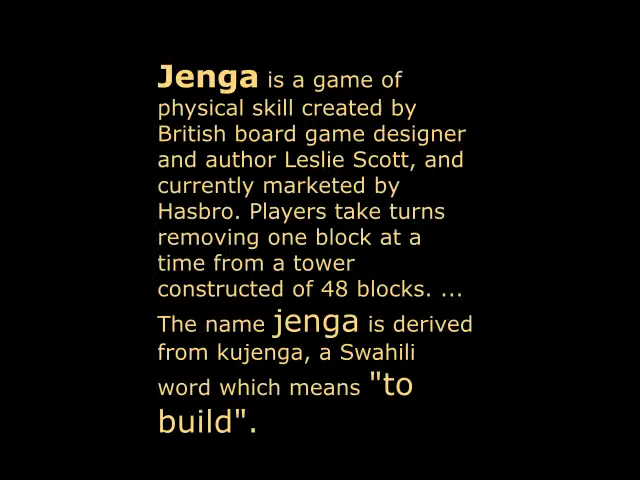 Jenga is a game of
physical skill created by
British board game designer
and author Leslie Scott, and
currently marketed by
Hasbro. Players take turns
removing one block at a
time from a tower
constructed of 48 blocks. ...
The name jenga is derived
from kujenga, a Swahili
word which means "to
build".